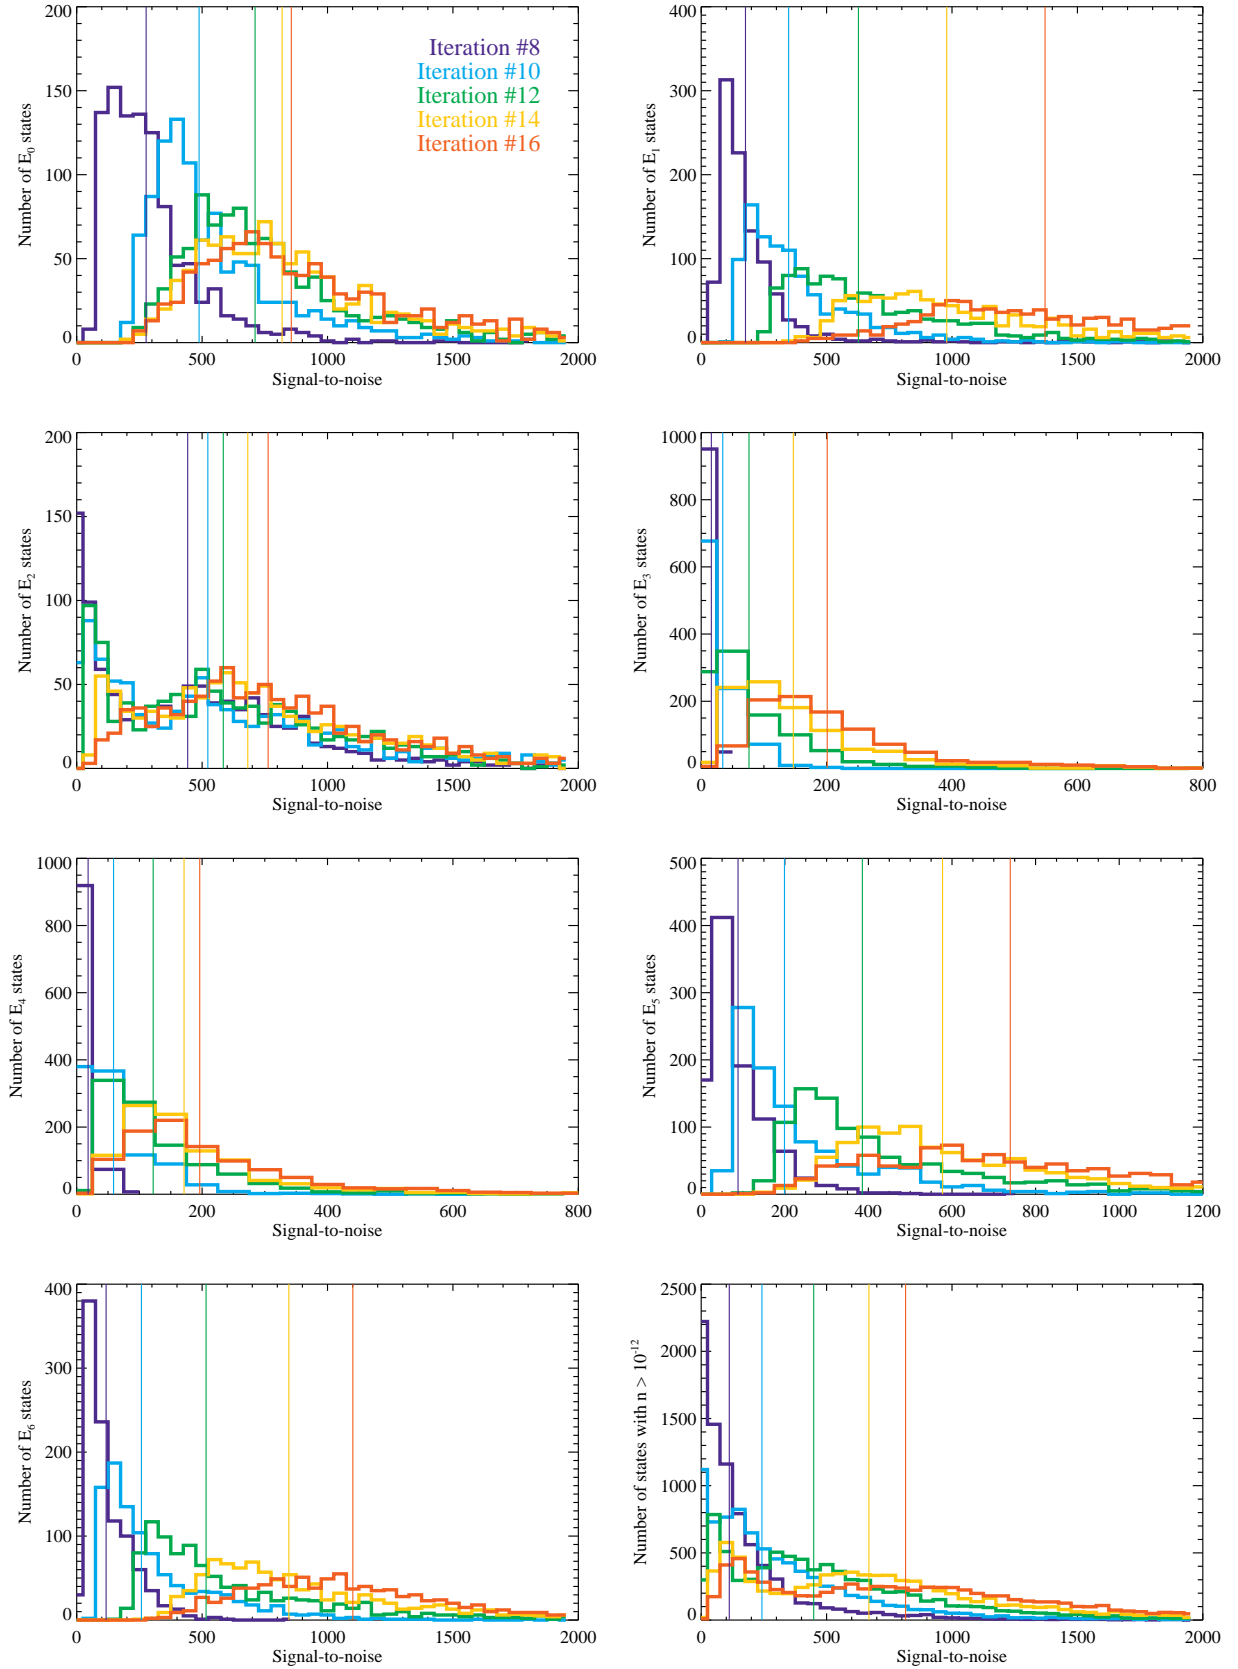 200
150
100
50
0
Number of E0 states
Iteration #8
Iteration #10
Iteration #12
Iteration #14
Iteration #16
0 500 1000 1500 2000
Signal-to-noise
400
300
200
100
0
Number of E1 states
0 500 1000 1500 2000
Signal-to-noise
200
150
100
50
0
Number of E2 states
0 500 1000 1500 2000
Signal-to-noise
1000
800
600
400
200
0
Number of E3 states
0 200 400 600 800
Signal-to-noise
1000
800
600
400
200
0
Number of E4 states
0 200 400 600 800
Signal-to-noise
500
400
300
200
100
0
Number of E5 states
0 200 400 600 800 1000 1200
Signal-to-noise
400
300
200
100
0
Number of E6 states
0 500 1000 1500 2000
Signal-to-noise
2500
2000
1500
1000
500
0
Number of states with n > 10^-12
0 500 1000 1500 2000
Signal-to-noise